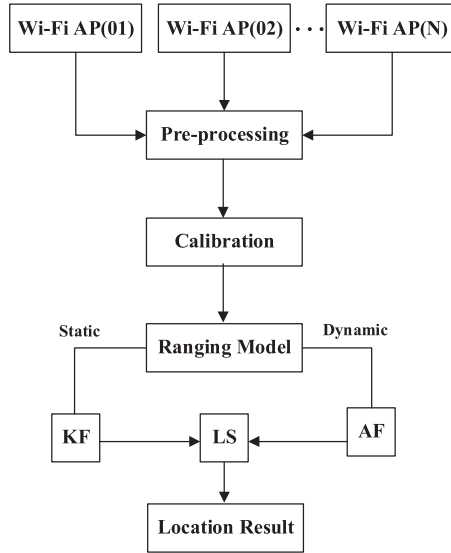 Wi-Fi AP(01) Wi-Fi AP(02) ··· Wi-Fi AP(N)
Pre-processing
Calibration
Static Dynamic
Ranging Model
KF LS AF
Location Result